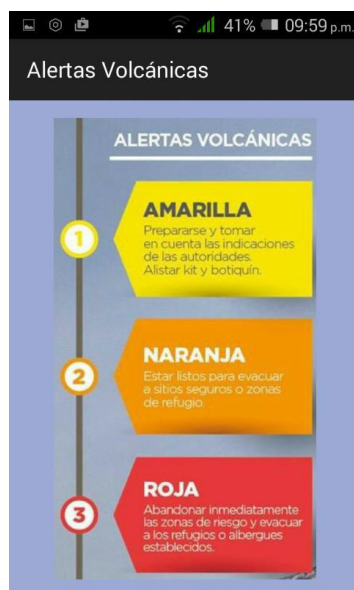 41% 09:59 p.m.
Alertas Volcánicas
ALERTAS VOLCÁNICAS
1
AMARILLA
Prepararse y tomar
en cuenta las indicaciones
de las autoridades.
Alistar kit y botiquín.
2
NARANJA
Estar listos para evacuar
a sitios seguros o zonas
de refugio.
3
ROJA
Abandonar inmediatamente
las zonas de riesgo y evacuar
a los refugios o albergues
establecidos.